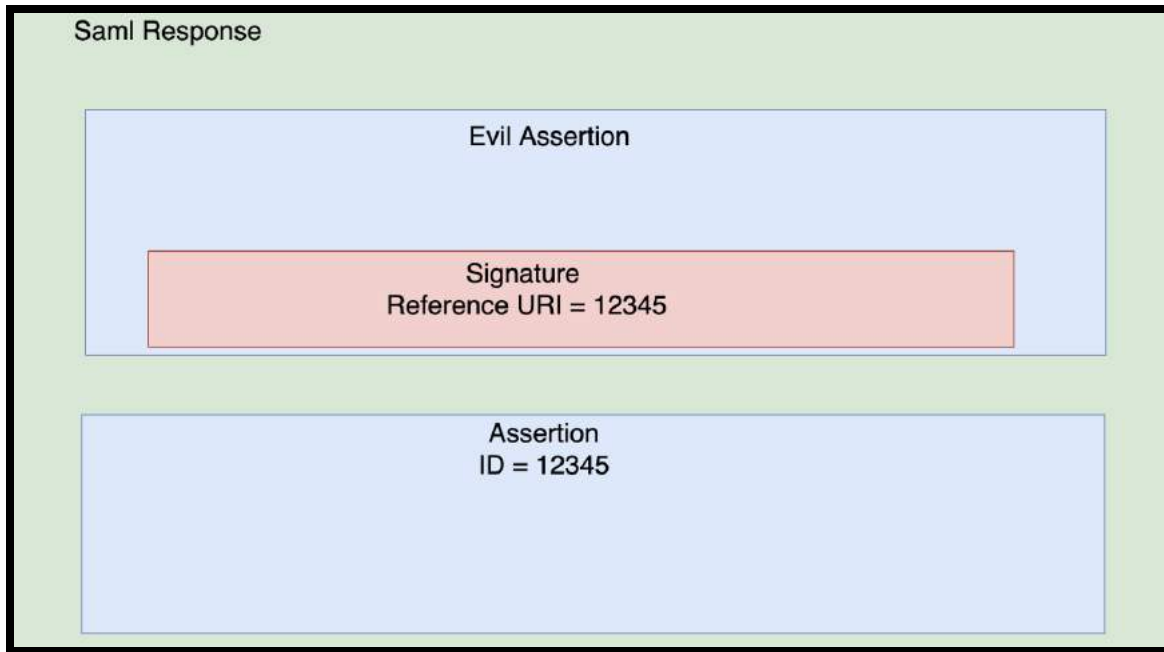 Saml Response
Evil Assertion
Signature
Reference URI = 12345
Assertion
ID = 12345